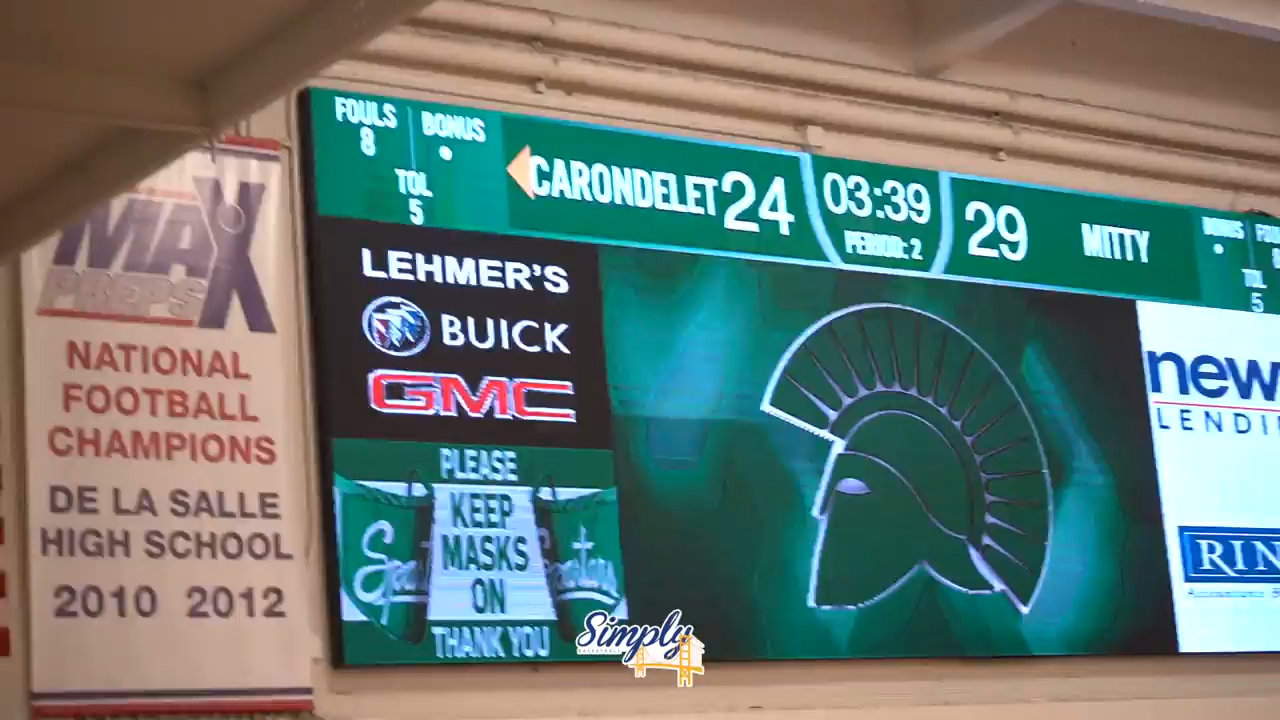 MAX
PREPS
NATIONAL
FOOTBALL
CHAMPIONS
DE LA SALLE
HIGH SCHOOL
2010 2012
FOULS
8
BONUS
TOL
5
CARONDELET 24
03:39
PERIOD: 2
29 MITTY
BONUS
TOL
5
LEHMER'S
BUICK
GMC
PLEASE
KEEP
MASKS
ON
THANK YOU
new
Simply
BASKETBALL